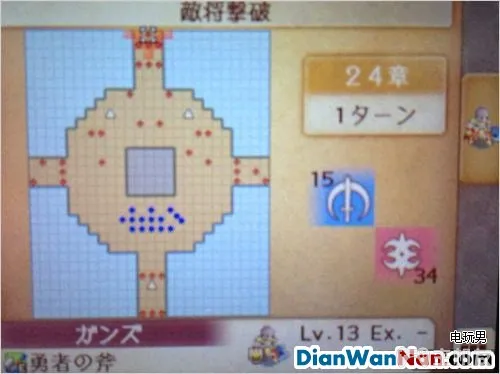 敵将撃破
24章
1ターン
15
34
ガンズ
Lv.13 Ex. -
勇者の斧
电玩男
DianWanNan.com